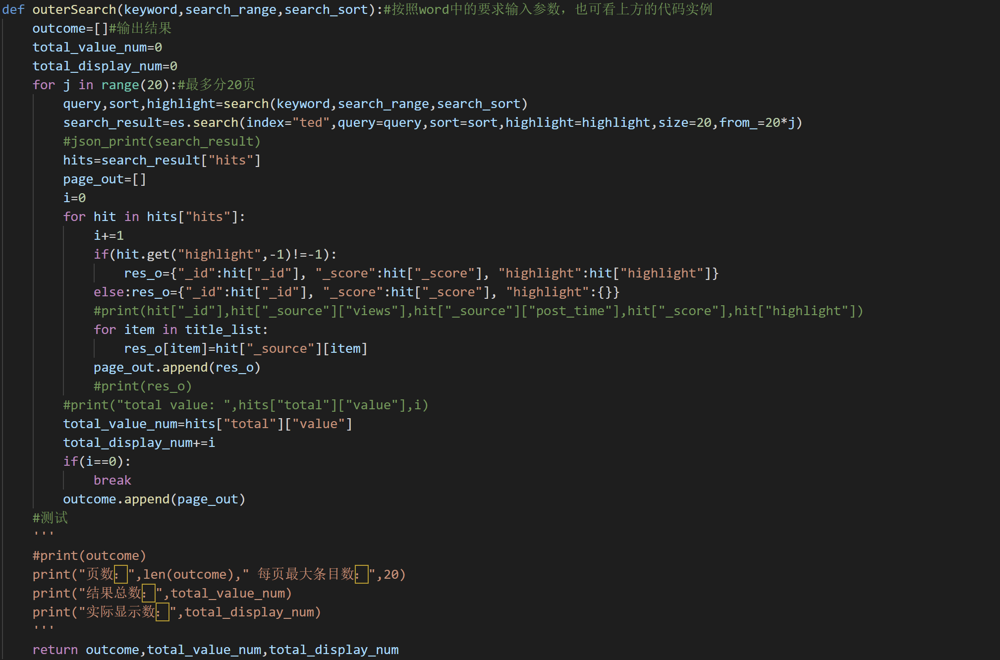 def outerSearch(keyword,search_range,search_sort):#按照word中的要求输入参数，也可看上方的代码实例
    outcome=[]#输出结果
    total_value_num=0
    total_display_num=0
    for j in range(20):#最多分20页
        query,sort,highlight=search(keyword,search_range,search_sort)
        search_result=es.search(index="ted",query=query,sort=sort,highlight=highlight,size=20,from_=20*j)
        #json_print(search_result)
        hits=search_result["hits"]
        page_out=[]
        i=0
        for hit in hits["hits"]:
            i+=1
            if(hit.get("highlight",-1)!=-1):
                res_o={"_id":hit["_id"], "_score":hit["_score"], "highlight":hit["highlight"]}
            else:res_o={"_id":hit["_id"], "_score":hit["_score"], "highlight":{}}
            #print(hit["_id"],hit["_source"]["views"],hit["_source"]["post_time"],hit["_score"],hit["highlight"])
            for item in title_list:
                res_o[item]=hit["_source"][item]
            page_out.append(res_o)
            #print(res_o)
        #print("total value: ",hits["total"]["value"],i)
        total_value_num=hits["total"]["value"]
        total_display_num+=i
        if(i==0):
            break
        outcome.append(page_out)
    #测试
    '''
    #print(outcome)
    print("页数：",len(outcome)," 每页最大条目数：",20)
    print("结果总数：",total_value_num)
    print("实际显示数：",total_display_num)
    '''
    return outcome,total_value_num,total_display_num